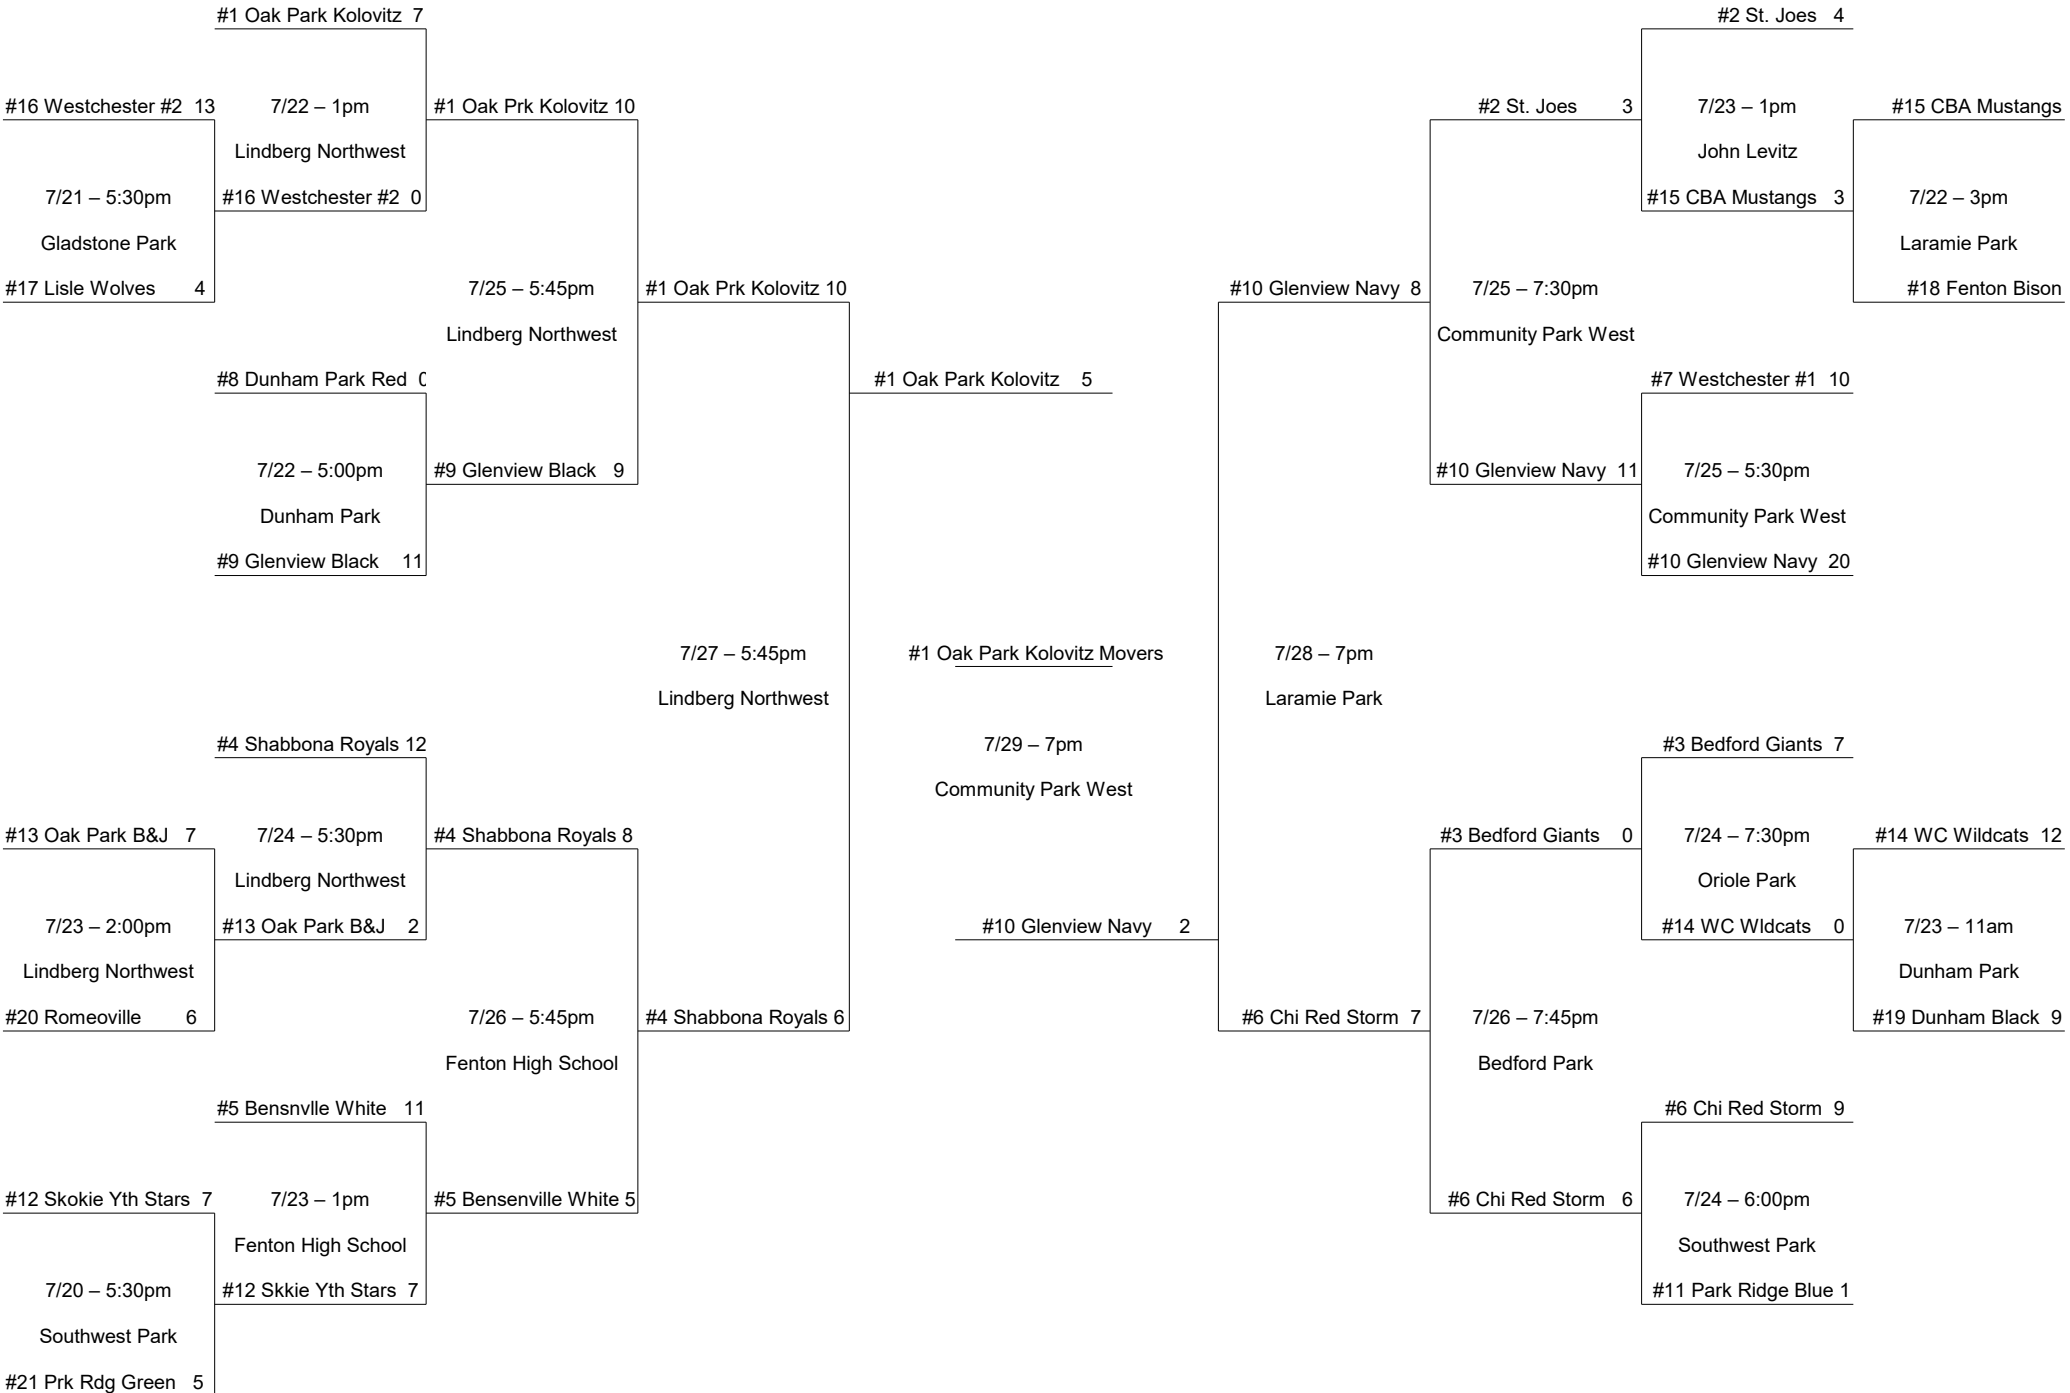 #1 Oak Park Kolovitz 7
#2 St. Joes 4
#16 Westchester #2 13
7/22 – 1pm
#1 Oak Prk Kolovitz 10
#2 St. Joes 3
7/23 – 1pm
#15 CBA Mustangs
Lindberg Northwest
John Levitz
7/21 – 5:30pm
#16 Westchester #2 0
#15 CBA Mustangs 3
7/22 – 3pm
Gladstone Park
Laramie Park
#17 Lisle Wolves 4
7/25 – 5:45pm
#1 Oak Prk Kolovitz 10
#10 Glenview Navy 8
7/25 – 7:30pm
#18 Fenton Bison
Lindberg Northwest
Community Park West
#8 Dunham Park Red 0
#1 Oak Park Kolovitz 5
#7 Westchester #1 10
7/22 – 5:00pm
#9 Glenview Black 9
#10 Glenview Navy 11
7/25 – 5:30pm
Dunham Park
Community Park West
#9 Glenview Black 11
#10 Glenview Navy 20
7/27 – 5:45pm
#1 Oak Park Kolovitz Movers
7/28 – 7pm
Lindberg Northwest
Laramie Park
#4 Shabbona Royals 12
7/29 – 7pm
#3 Bedford Giants 7
Community Park West
#13 Oak Park B&J 7
7/24 – 5:30pm
#4 Shabbona Royals 8
#3 Bedford Giants 0
7/24 – 7:30pm
#14 WC Wildcats 12
Lindberg Northwest
Oriole Park
7/23 – 2:00pm
#13 Oak Park B&J 2
#10 Glenview Navy 2
#14 WC Wldcats 0
7/23 – 11am
Lindberg Northwest
Dunham Park
#20 Romeoville 6
7/26 – 5:45pm
#4 Shabbona Royals 6
#6 Chi Red Storm 7
7/26 – 7:45pm
#19 Dunham Black 9
Fenton High School
Bedford Park
#5 Bensnvlle White 11
#6 Chi Red Storm 9
#12 Skokie Yth Stars 7
7/23 – 1pm
#5 Bensenville White 5
#6 Chi Red Storm 6
7/24 – 6:00pm
Fenton High School
Southwest Park
7/20 – 5:30pm
#12 Skkie Yth Stars 7
#11 Park Ridge Blue 1
Southwest Park
#21 Prk Rdg Green 5